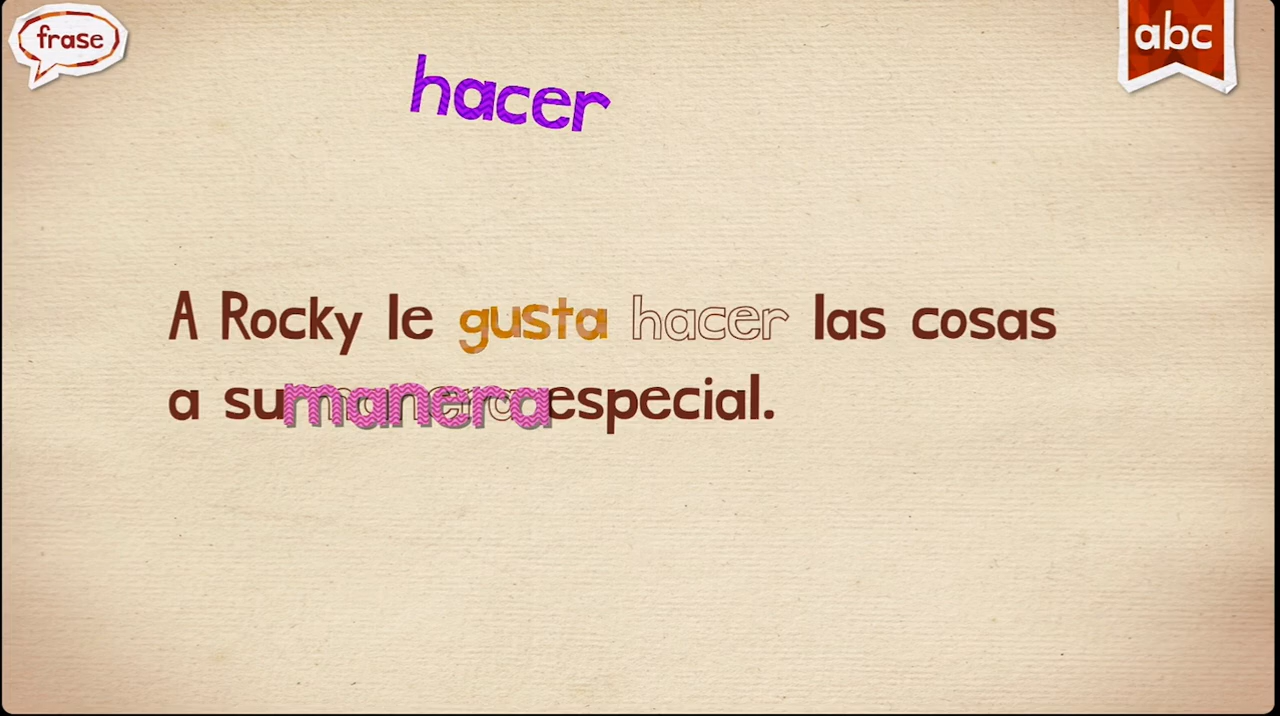 frase
abc
hacer
A Rocky le gusta hacer las cosas
a su manera especial.